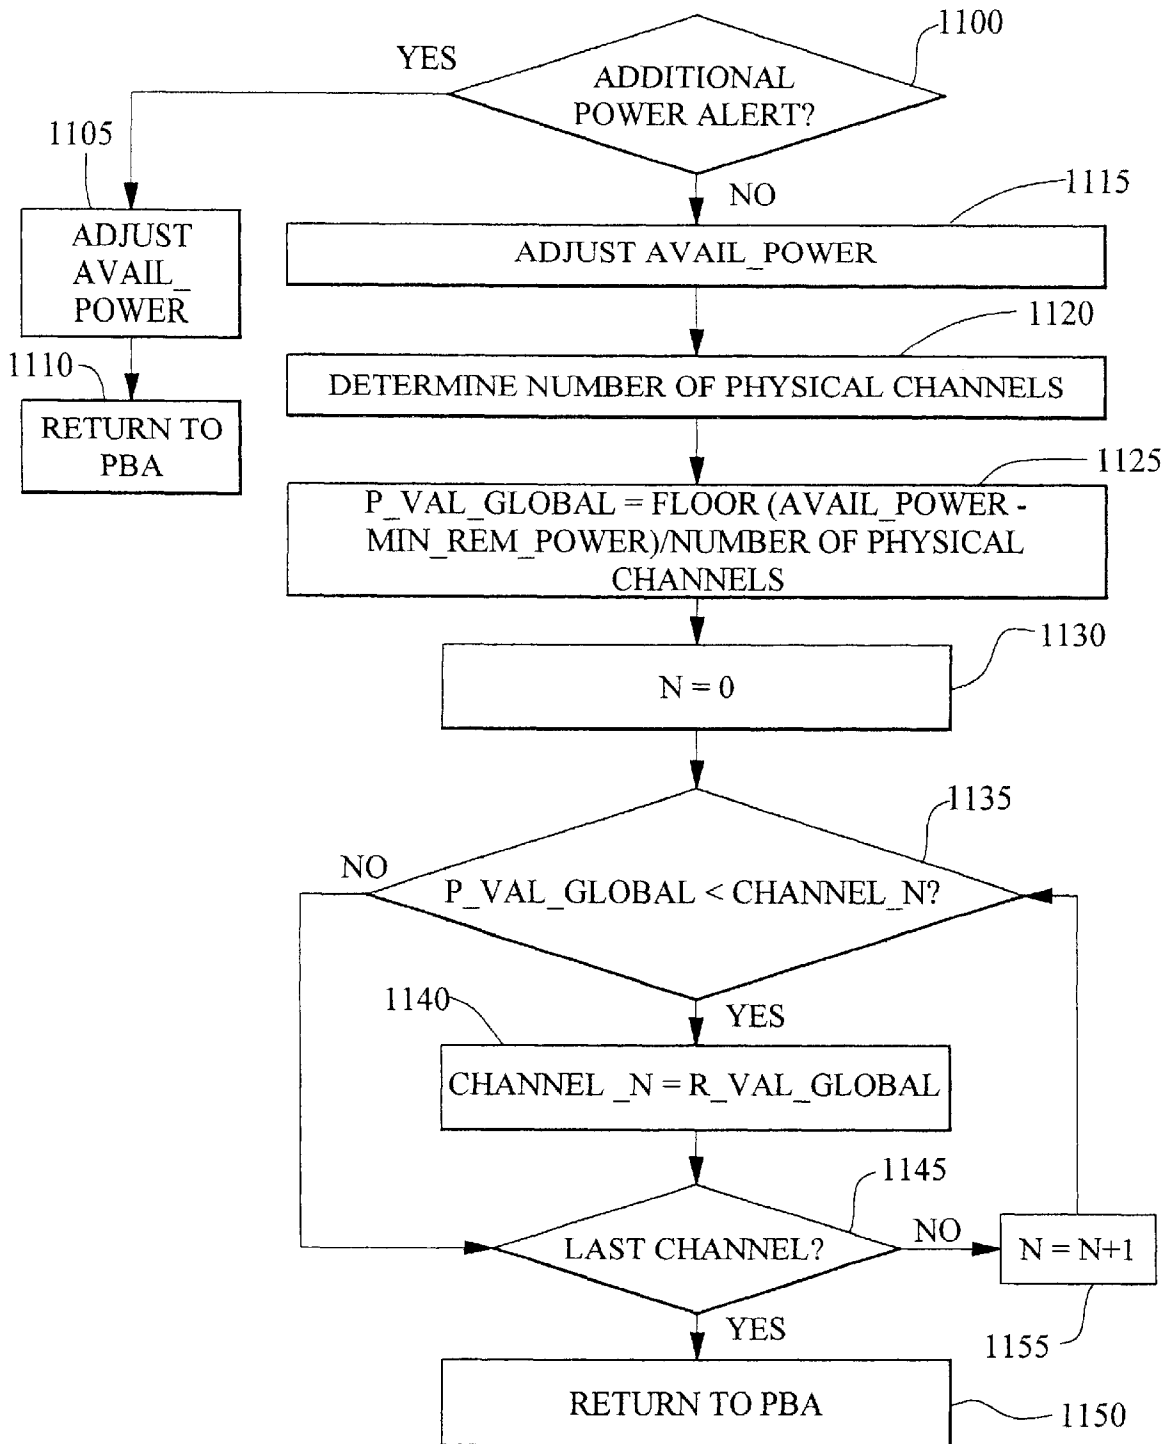 1100
YES
ADDITIONAL
POWER ALERT?
1105
NO
1115
ADJUST
AVAIL_
POWER
ADJUST AVAIL_POWER
1120
1110
DETERMINE NUMBER OF PHYSICAL CHANNELS
RETURN TO
PBA
1125
P_VAL_GLOBAL = FLOOR (AVAIL_POWER -
MIN_REM_POWER)/NUMBER OF PHYSICAL
CHANNELS
1130
N = 0
1135
NO
P_VAL_GLOBAL < CHANNEL_N?
1140
YES
CHANNEL _N = R_VAL_GLOBAL
1145
LAST CHANNEL?
NO
N = N+1
YES
1155
RETURN TO PBA
1150